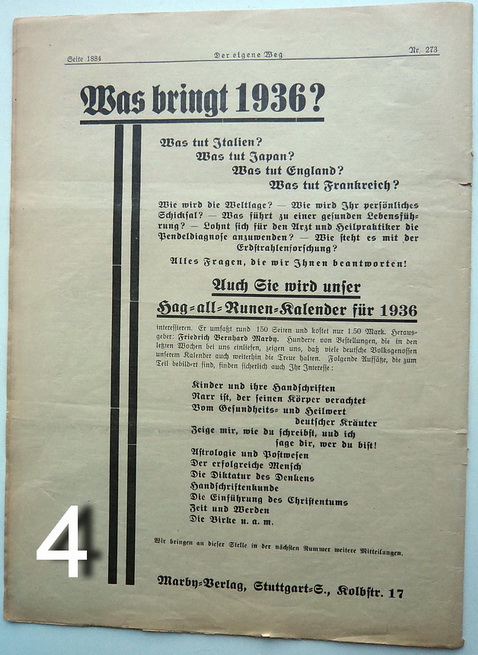 Seite 1884 Der eigene Weg Nr. 273
Was bringt 1936?
Was tut Italien?
Was tut Japan?
Was tut England?
Was tut Frankreich?
Wie wird die Weltlage? — Wie wird Ihr persönliches
Schicksal? — Was führt zu einer gesunden Lebensfüh-
rung? — Lohnt sich für den Arzt und Heilpraktiker die
Pendeldiagnose anzuwenden? — Wie steht es mit der
Erdstrahlenforschung?
Alles Fragen, die wir Ihnen beantworten!
Auch Sie wird unser
Hag-all-Runen-Kalender für 1936
interessieren. Er umfaßt rund 150 Seiten und kostet nur 1.50 Mark. Heraus-
geber Friedrich Bernhard Marby. Hunderte von Bestellungen, die in den
letzten Wochen bei uns einliefen, zeigen uns, daß viele deutsche Volksgenossen
unserem Kalender auch weiterhin die Treue halten. Folgende Aufsätze, die zum
Teil bebildert sind, finden sicherlich auch Ihr Interesse:
Kinder und ihre Handschriften
Narr ist, der seinen Körper verachtet
Vom Gesundheits- und Heilwert
deutscher Kräuter
Zeige mir, wie du schreibst, und ich
sage dir, wer du bist!
Astrologie und Postwesen
Der erfolgreiche Mensch
Die Diktatur des Denkens
Handschriftenkunde
Die Einführung des Christentums
Zeit und Werden
Die Birke u. a. m.
Wir bringen an dieser Stelle in der nächsten Nummer weitere Mitteilungen.
Marby-Verlag, Stuttgart-S., Kolbstr. 17
4